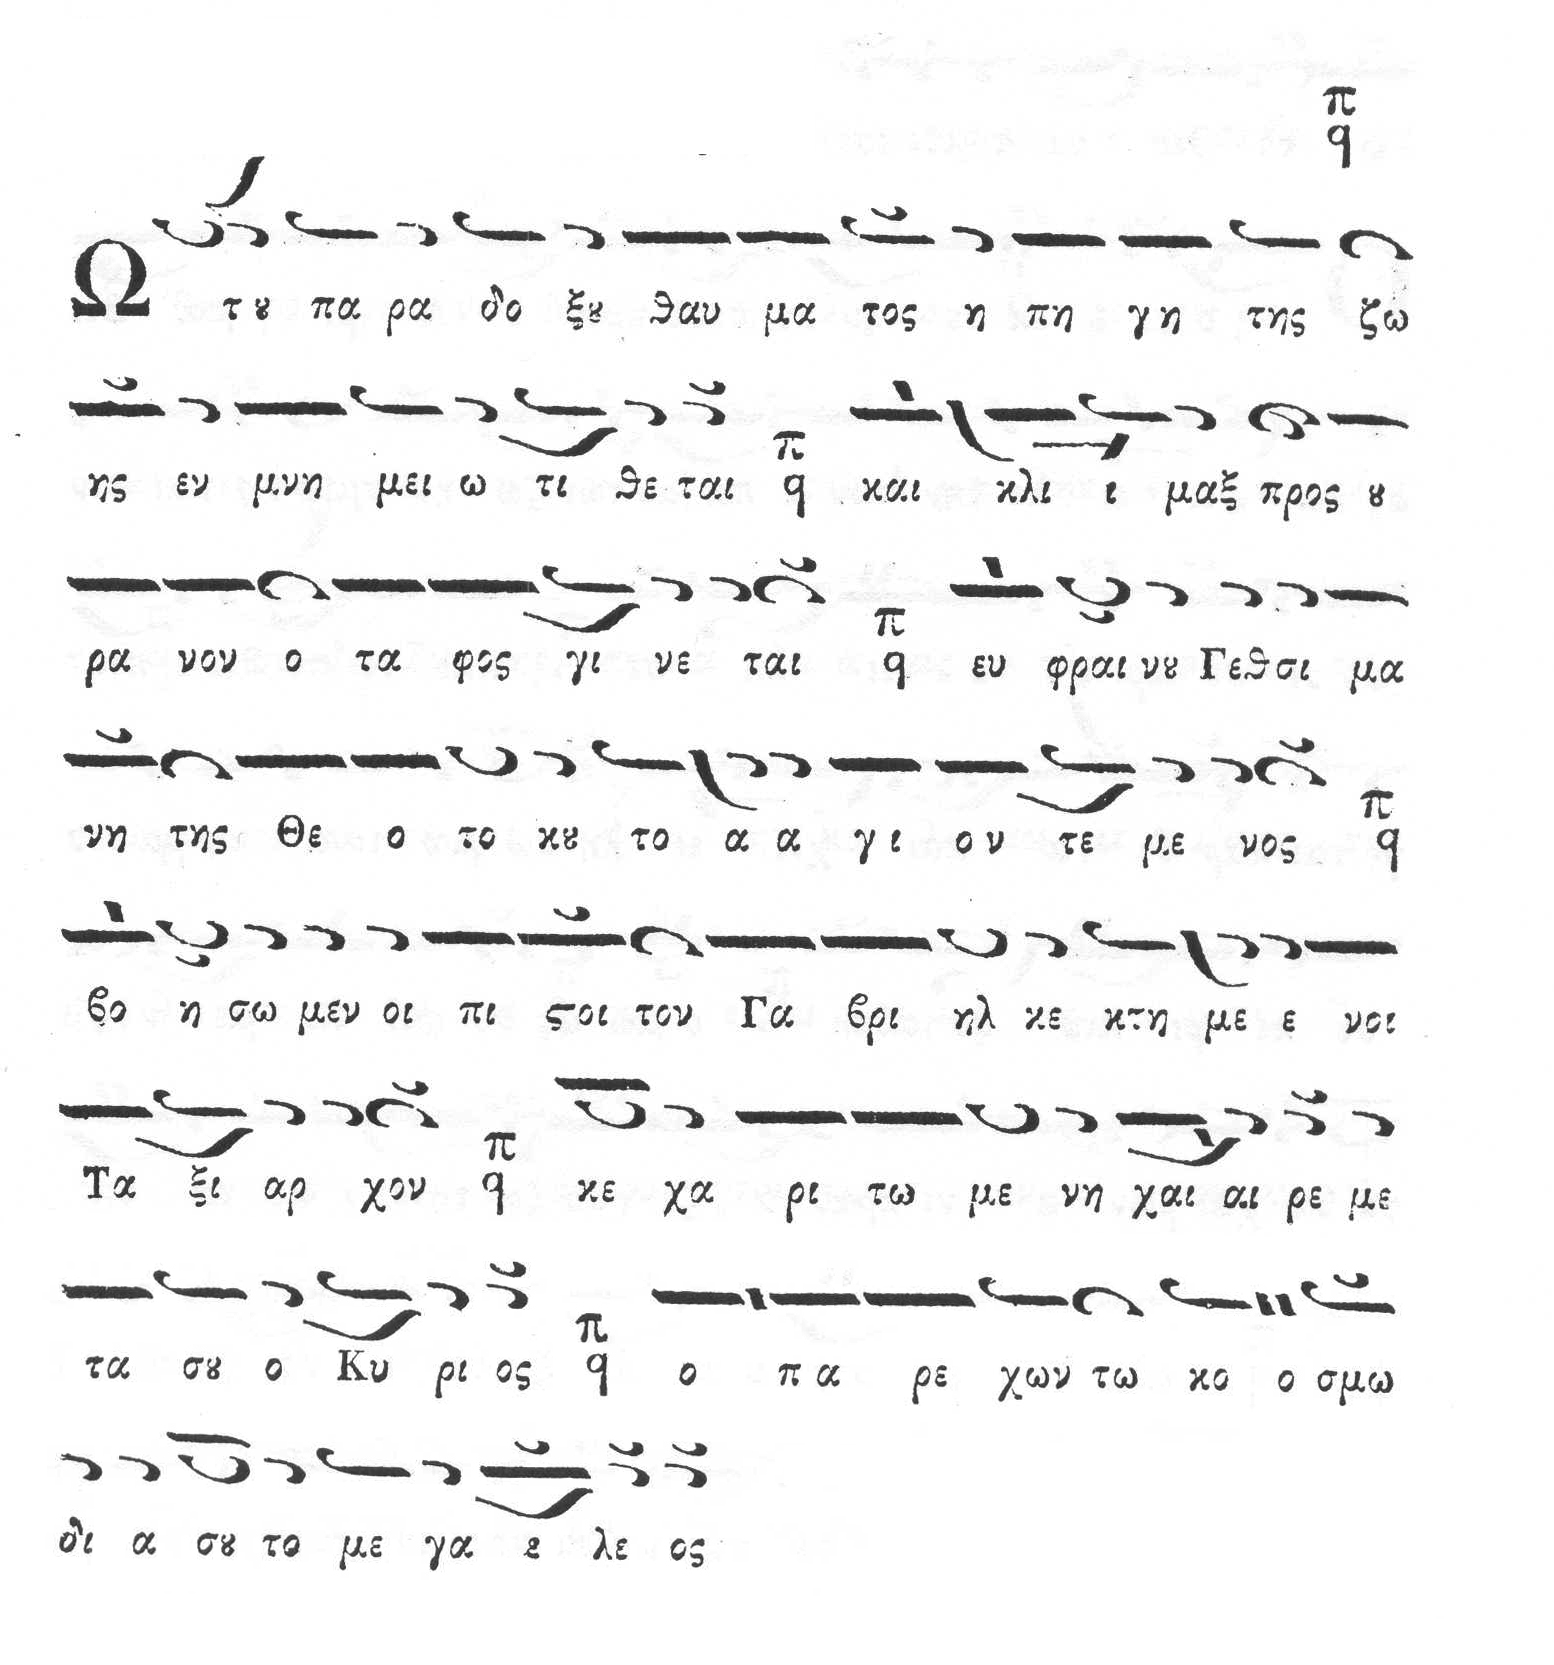 π
q
Ω τȣ πα ρα δο ξȣ θαυ μα τος η πη γη της ζω
ης εν μνη μει ω τι θε ται π q και κλι ι μαξ προς ȣ
ρα νον ο τα φος γι νε ται π q ευ φραι νȣ Γεθσι μα
νη της Θε ο το κȣ το α α γι ον τε με νος π q
βο η σω μεν οι πι ϛοι τον Γα βρι ηλ κε κτη με ε νοι
Τα ξι αρ χον π q κε χα ρι τω με νη χαι αι ρε με
τα σȣ ο Κυ ρι ος π q ο πα ρε χων τω κο ο σμω
δι α σȣ το με γα ε λε ος